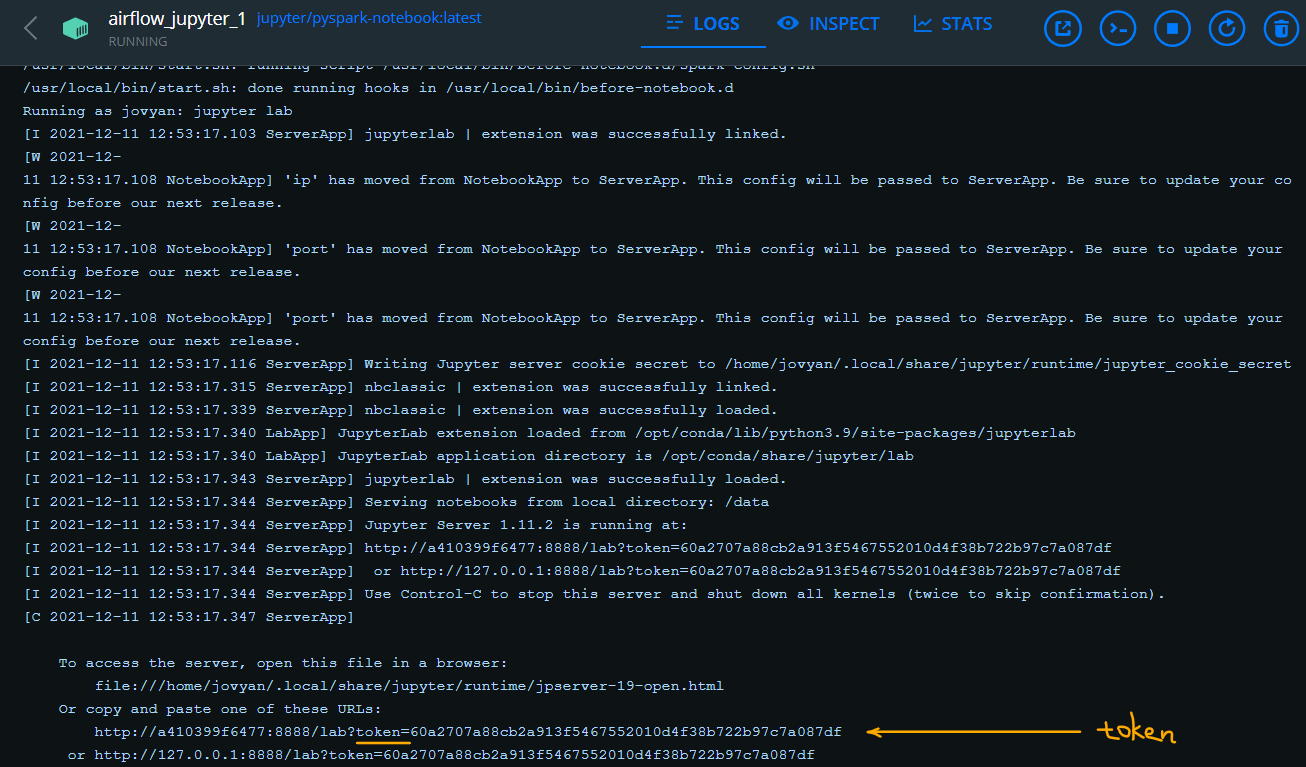 airflow_jupyter_1 jupyter/pyspark-notebook:latest
RUNNING
LOGS INSPECT STATS
/usr/local/bin/start.sh: running script /usr/local/bin/before-notebook.d/spark-config.sh
/usr/local/bin/start.sh: done running hooks in /usr/local/bin/before-notebook.d
Running as jovyan: jupyter lab
[I 2021-12-11 12:53:17.103 ServerApp] jupyterlab | extension was successfully linked.
[W 2021-12-
11 12:53:17.108 NotebookApp] 'ip' has moved from NotebookApp to ServerApp. This config will be passed to ServerApp. Be sure to update your co
nfig before our next release.
[W 2021-12-
11 12:53:17.108 NotebookApp] 'port' has moved from NotebookApp to ServerApp. This config will be passed to ServerApp. Be sure to update your
config before our next release.
[W 2021-12-
11 12:53:17.108 NotebookApp] 'port' has moved from NotebookApp to ServerApp. This config will be passed to ServerApp. Be sure to update your
config before our next release.
[I 2021-12-11 12:53:17.116 ServerApp] Writing Jupyter server cookie secret to /home/jovyan/.local/share/jupyter/runtime/jupyter_cookie_secret
[I 2021-12-11 12:53:17.315 ServerApp] nbclassic | extension was successfully linked.
[I 2021-12-11 12:53:17.339 ServerApp] nbclassic | extension was successfully loaded.
[I 2021-12-11 12:53:17.340 LabApp] JupyterLab extension loaded from /opt/conda/lib/python3.9/site-packages/jupyterlab
[I 2021-12-11 12:53:17.340 LabApp] JupyterLab application directory is /opt/conda/share/jupyter/lab
[I 2021-12-11 12:53:17.343 ServerApp] jupyterlab | extension was successfully loaded.
[I 2021-12-11 12:53:17.344 ServerApp] Serving notebooks from local directory: /data
[I 2021-12-11 12:53:17.344 ServerApp] Jupyter Server 1.11.2 is running at:
[I 2021-12-11 12:53:17.344 ServerApp] http://a410399f6477:8888/lab?token=60a2707a88cb2a913f5467552010d4f38b722b97c7a087df
[I 2021-12-11 12:53:17.344 ServerApp]  or http://127.0.0.1:8888/lab?token=60a2707a88cb2a913f5467552010d4f38b722b97c7a087df
[I 2021-12-11 12:53:17.344 ServerApp] Use Control-C to stop this server and shut down all kernels (twice to skip confirmation).
[C 2021-12-11 12:53:17.347 ServerApp]
To access the server, open this file in a browser:
file:///home/jovyan/.local/share/jupyter/runtime/jpserver-19-open.html
Or copy and paste one of these URLs:
http://a410399f6477:8888/lab?token=60a2707a88cb2a913f5467552010d4f38b722b97c7a087df token
or http://127.0.0.1:8888/lab?token=60a2707a88cb2a913f5467552010d4f38b722b97c7a087df